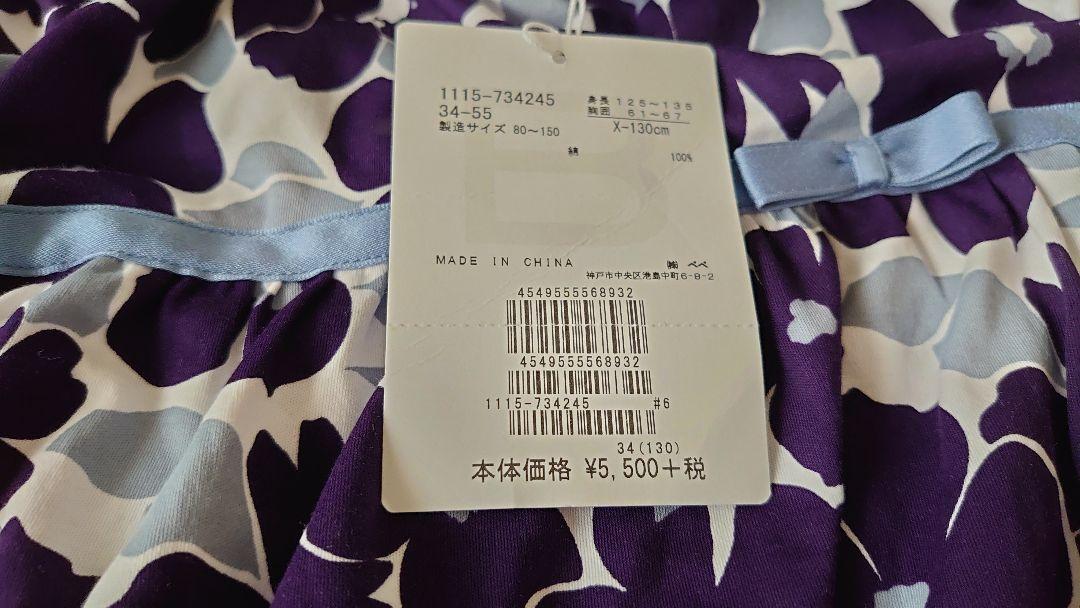 1115-734245
34-55
製造サイズ 80～150
身長 125～135
胸囲 61～67
X-130cm
綿 100%
B
MADE IN CHINA
㈱ べべ
神戸市中央区港島中町6-8-2
4549555568932
4549555568932
1115-734245 #6
34(130)
本体価格 ¥5,500+税